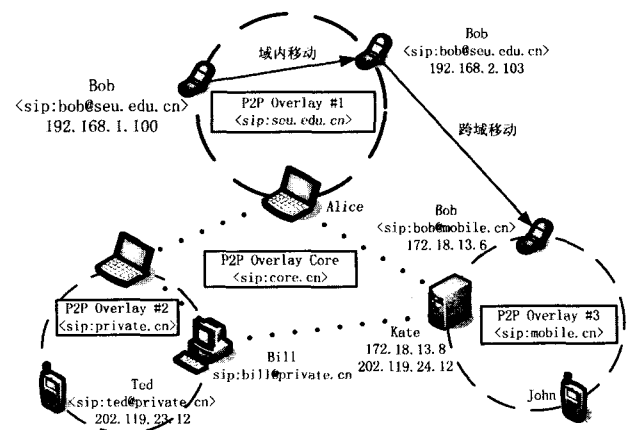 Bob
<sip:bob@seu.edu.cn>
192.168.2.103
域内移动
Bob
<sip:bob@seu.edu.cn>
192.168.1.100
P2P Overlay #1
<sip:seu.edu.cn>
跨域移动
Alice
Bob
<sip:bob@mobile.cn>
172.18.13.6
P2P Overlay Core
<sip:core.cn>
P2P Overlay #2
<sip:private.cn>
P2P Overlay #3
<sip:mobile.cn>
Kate
172.18.13.8
202.119.24.12
Bill
sip:bill@private.cn
Ted
<sip:ted@private.cn>
202.119.23.12
John